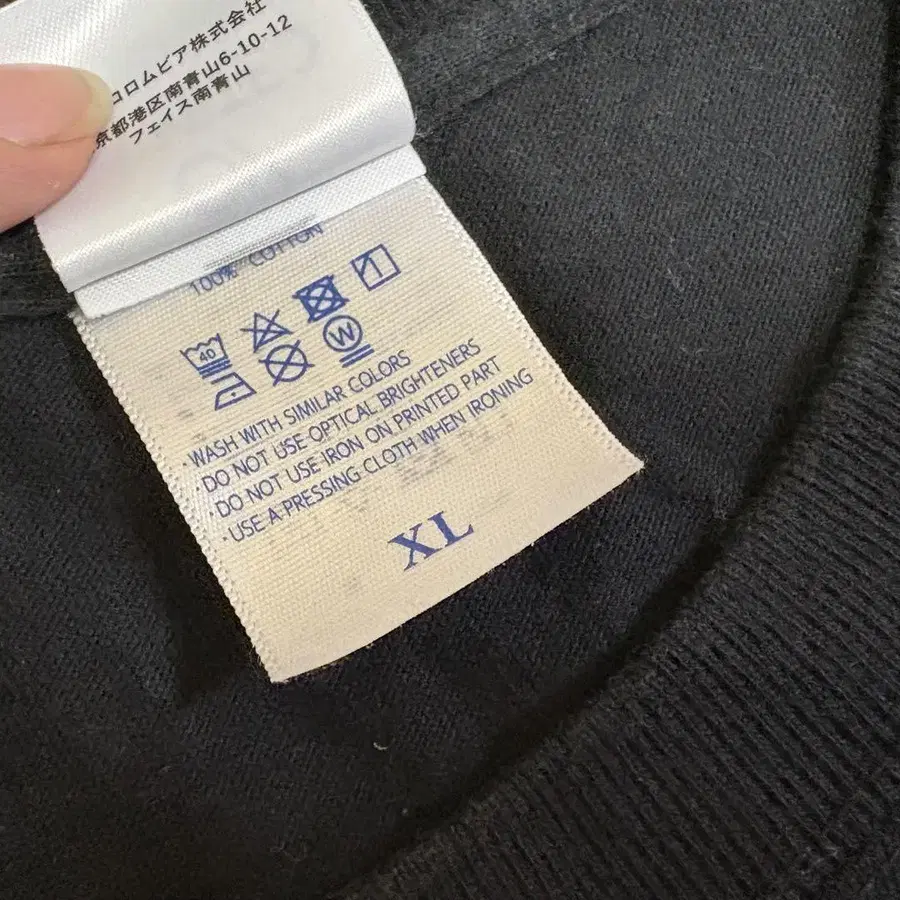 コロムビア株式会社
京都港区南青山6-10-12
フェイス南青山
100% COTTON
40
W
· WASH WITH SIMILAR COLORS
· DO NOT USE OPTICAL BRIGHTENERS
· DO NOT USE IRON ON PRINTED PART
· USE A PRESSING CLOTH WHEN IRONING
XL